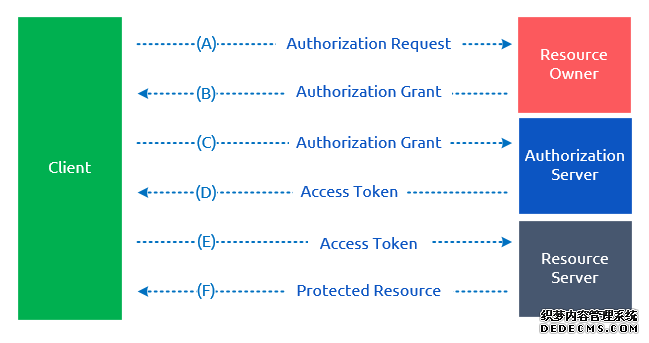 Client
(A) Authorization Request
(B) Authorization Grant
(C) Authorization Grant
(D) Access Token
(E) Access Token
(F) Protected Resource
Resource
Owner
Authorization
Server
Resource
Server
织梦内容管理系统
DEDECMS.COM